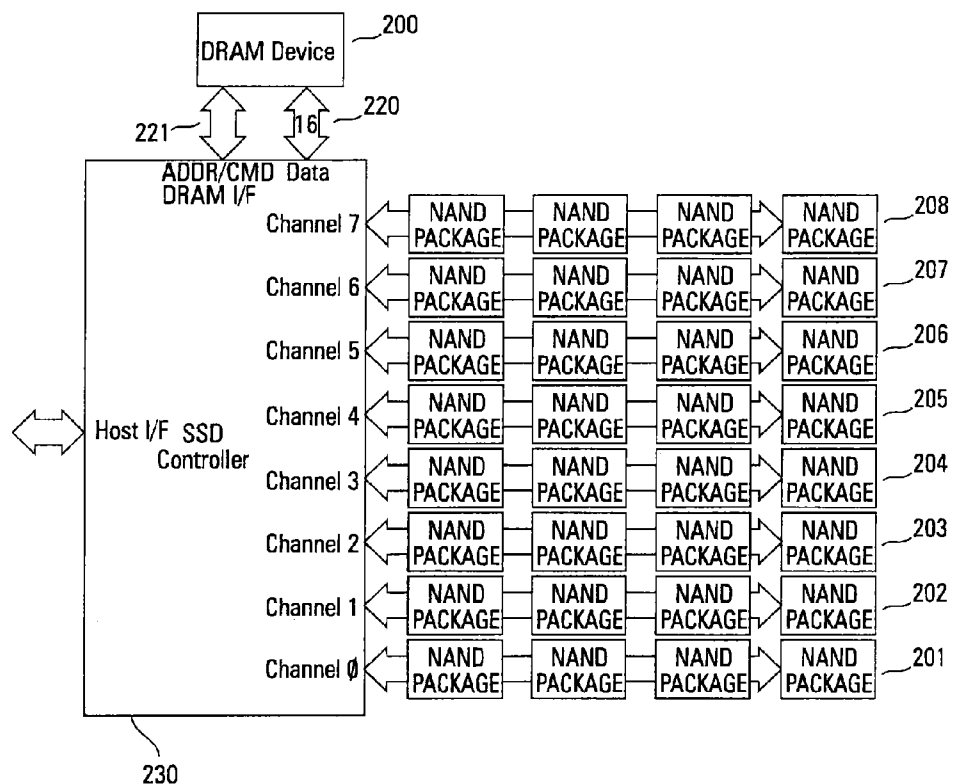 DRAM Device
200
221
16
220
ADDR/CMD Data
DRAM I/F
Channel 7
NAND PACKAGE
NAND PACKAGE
NAND PACKAGE
NAND PACKAGE
208
Channel 6
NAND PACKAGE
NAND PACKAGE
NAND PACKAGE
NAND PACKAGE
207
Channel 5
NAND PACKAGE
NAND PACKAGE
NAND PACKAGE
NAND PACKAGE
206
Channel 4
NAND PACKAGE
NAND PACKAGE
NAND PACKAGE
NAND PACKAGE
205
Host I/F
SSD
Controller
Channel 3
NAND PACKAGE
NAND PACKAGE
NAND PACKAGE
NAND PACKAGE
204
Channel 2
NAND PACKAGE
NAND PACKAGE
NAND PACKAGE
NAND PACKAGE
203
Channel 1
NAND PACKAGE
NAND PACKAGE
NAND PACKAGE
NAND PACKAGE
202
Channel 0
NAND PACKAGE
NAND PACKAGE
NAND PACKAGE
NAND PACKAGE
201
230